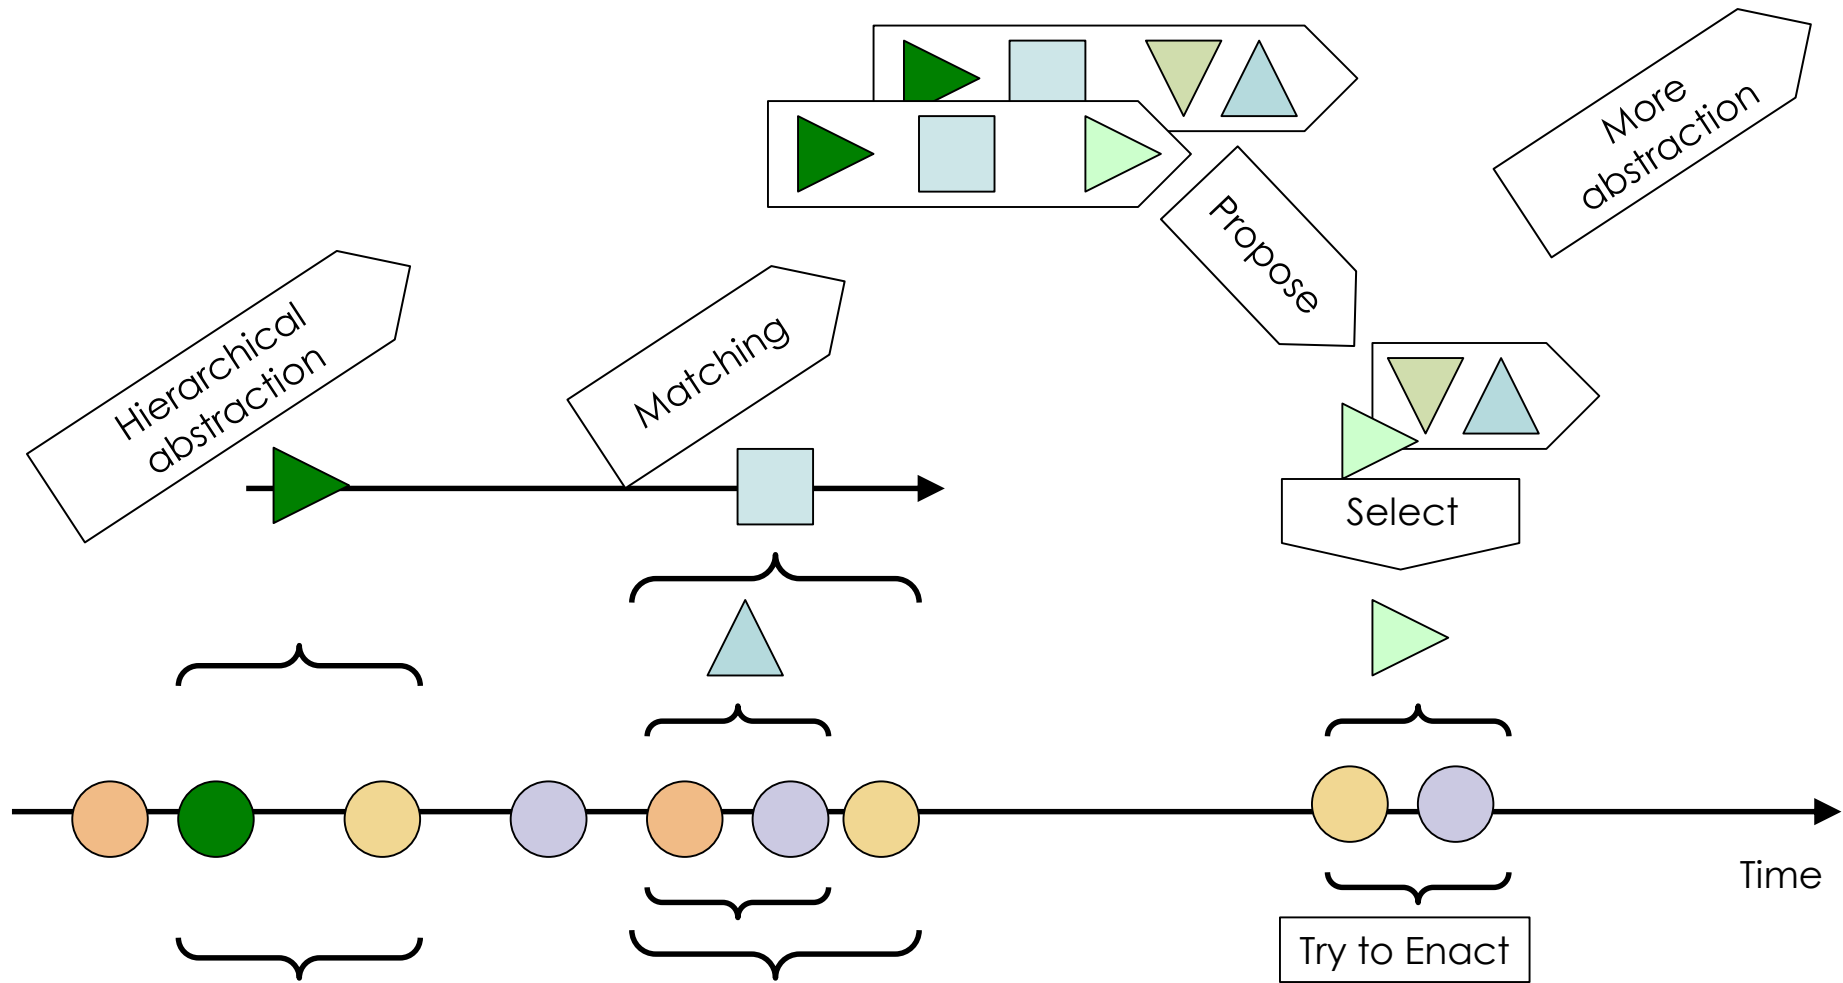 More
abstraction
Propose
Hierarchical
abstraction
Matching
Select
Time
Try to Enact